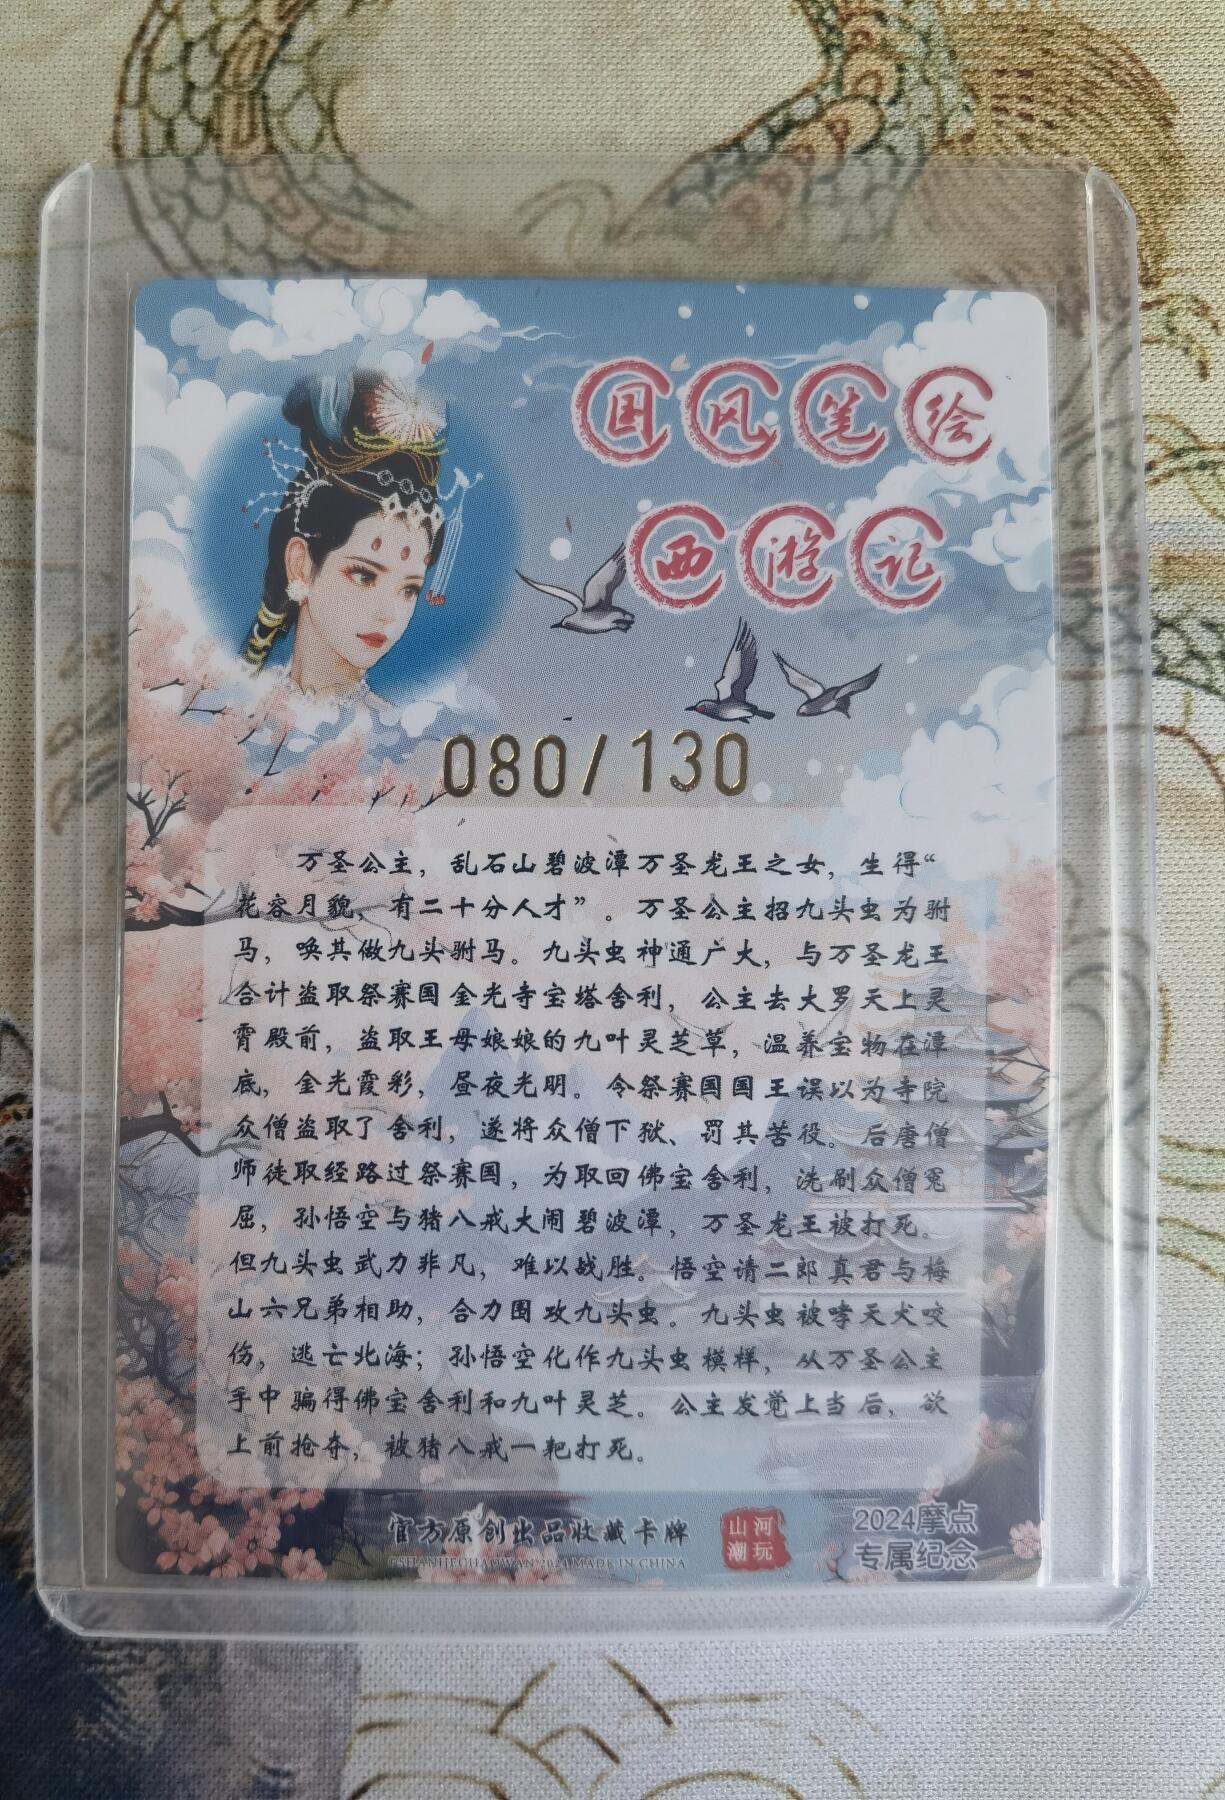 国风笔绘
西游记
080/130
万圣公主，乱石山碧波潭万圣龙王之女，生得“
花容月貌，有二十分人才”。万圣公主招九头虫为驸
马，唤其做九头驸马。九头虫神通广大，与万圣龙王
合计盗取祭赛国金光寺宝塔舍利，公主去大罗天上灵
霄殿前，盗取王母娘娘的九叶灵芝草，温养宝物在潭
底，金光霞彩，昼夜光明。令祭赛国国王误以为寺院
众僧盗取了舍利，遂将众僧下狱、罚其苦役。后唐僧
师徒取经路过祭赛国，为取回佛宝舍利，洗刷众僧冤
屈，孙悟空与猪八戒大闹碧波潭，万圣龙王被打死。
但九头虫武力非凡，难以战胜。悟空请二郎真君与梅
山六兄弟相助，合力围攻九头虫。九头虫被哮天犬咬
伤，逃亡北海；孙悟空化作九头虫模样，从万圣公主
手中骗得佛宝舍利和九叶灵芝。公主发觉上当后，欲
上前抢夺，被猪八戒一耙打死。
官方原创出品收藏卡牌
©SHANHECHAOWAN 2024 MADE IN CHINA
山河
潮玩
2024摩点
专属纪念